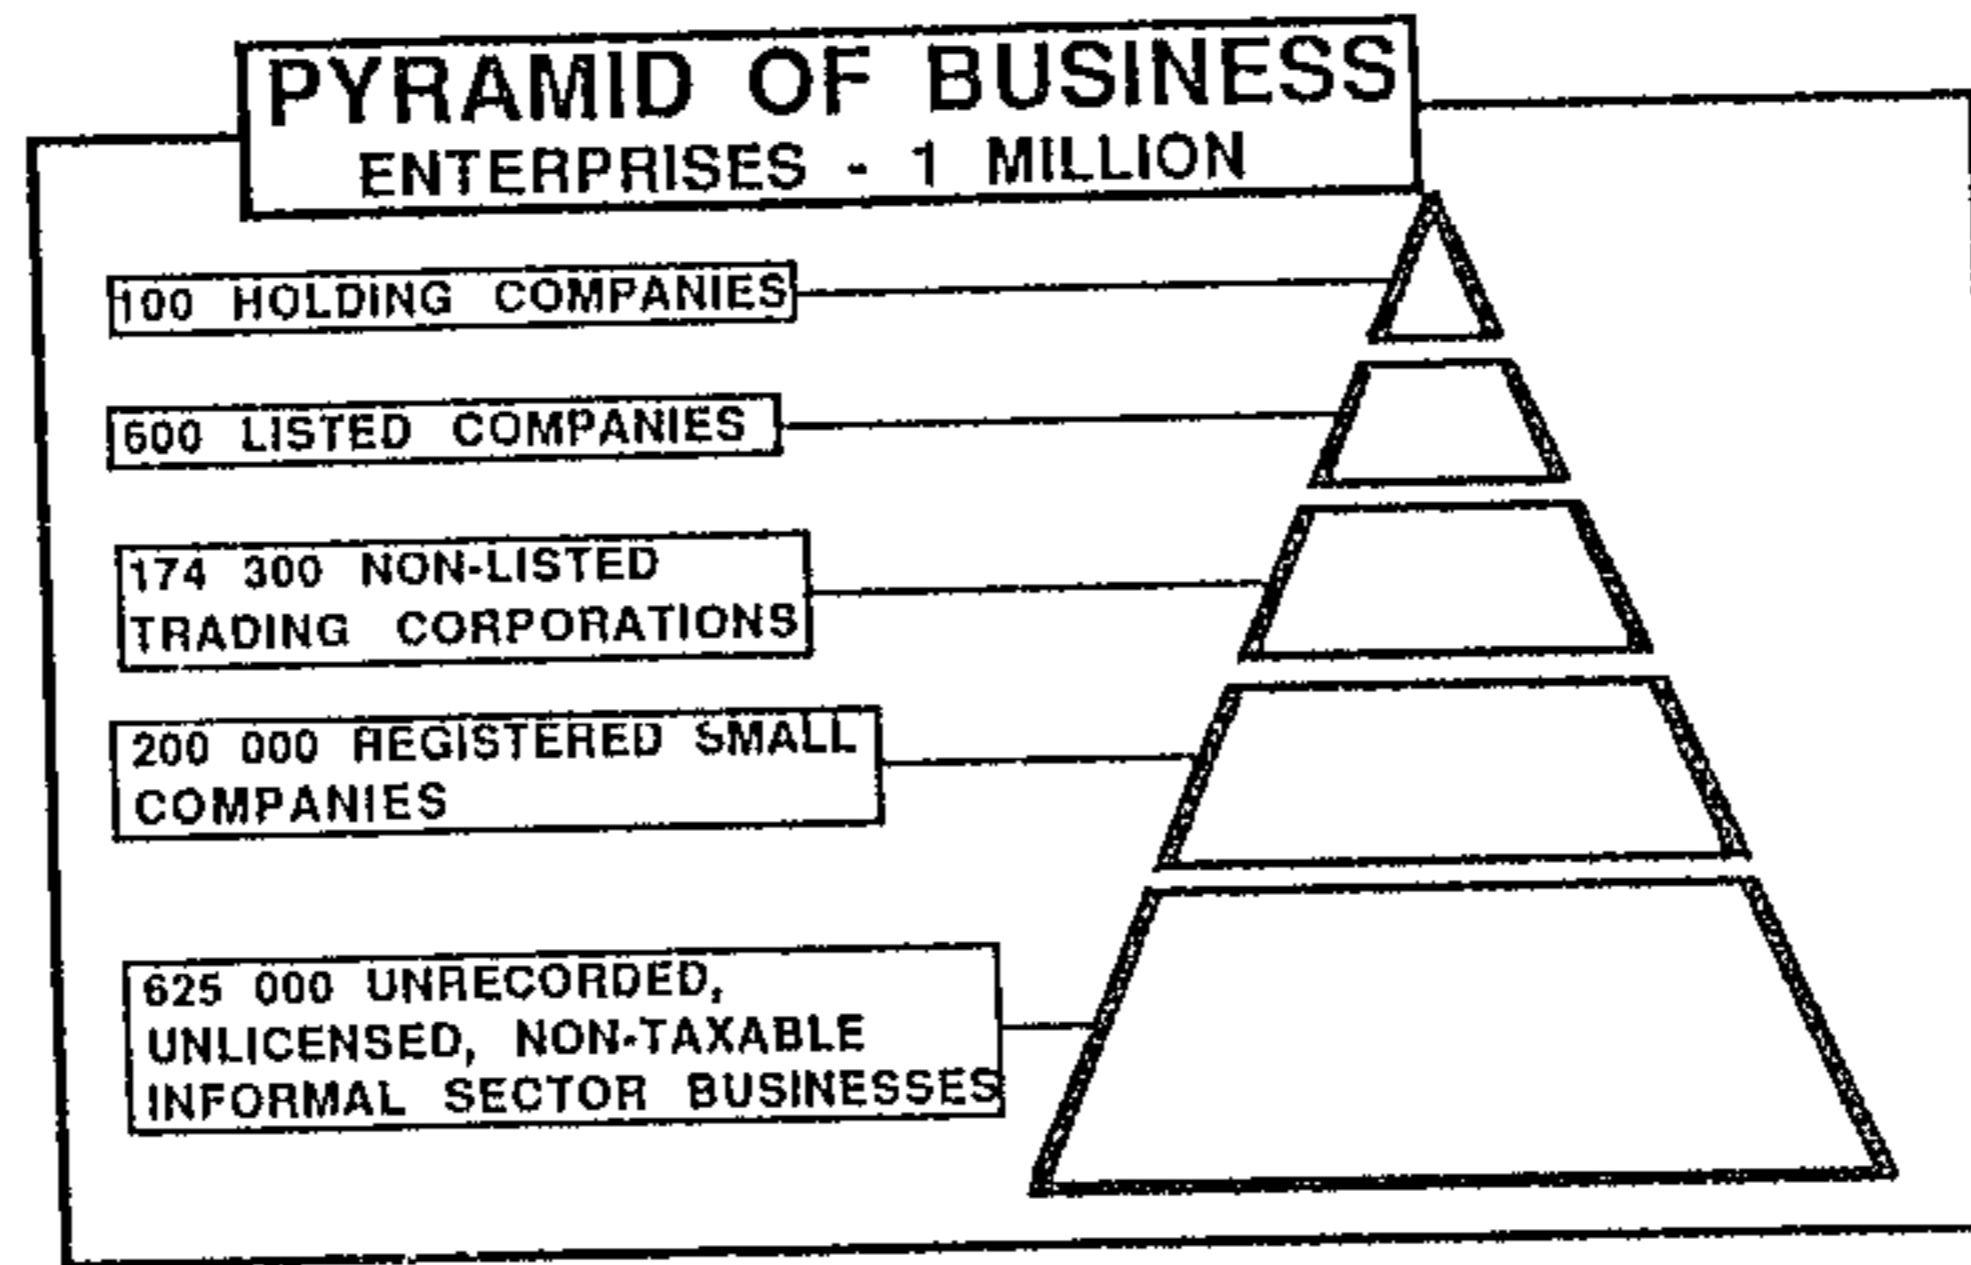 PYRAMID OF BUSINESS
ENTERPRISES - 1 MILLION
100 HOLDING COMPANIES
600 LISTED COMPANIES
174 300 NON-LISTED
TRADING CORPORATIONS
200 000 REGISTERED SMALL
COMPANIES
625 000 UNRECORDED,
UNLICENSED, NON-TAXABLE
INFORMAL SECTOR BUSINESSES